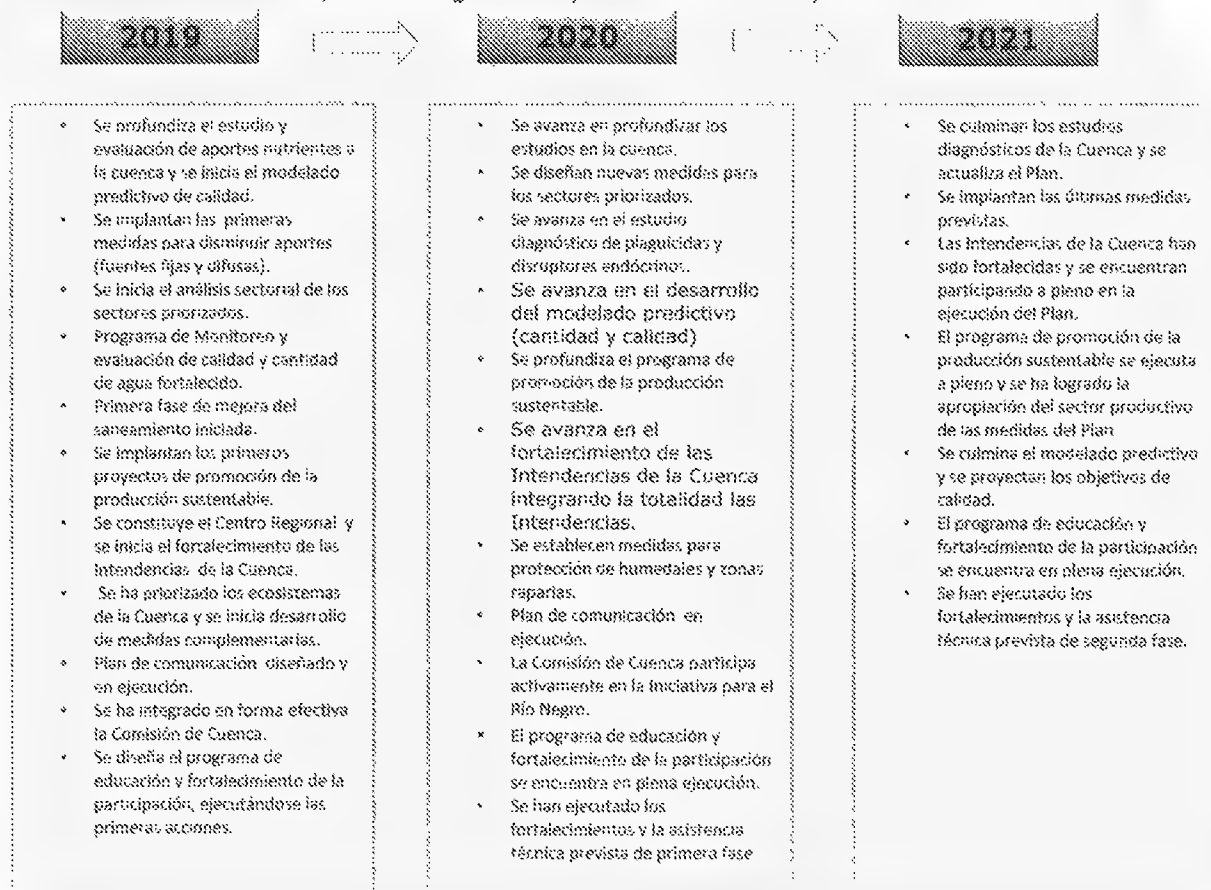 2019
Se profundiza el estudio y
evaluación de aportes nutrientes a
la cuenca y se inicia el modelado
predictivo de calidad.
Se implantan las primeras
medidas para disminuir aportes
(fuentes fijas y difusas).
Se inicia el análisis sectorial de los
sectores priorizados.
Programa de Monitoreo y
evaluación de calidad y cantidad
de agua fortalecido.
Primera fase de mejora del
saneamiento iniciada.
Se implantan los primeros
proyectos de promoción de la
producción sustentable.
Se constituye el Centro Regional y
se inicia el fortalecimiento de las
Intendencias de la Cuenca.
Se ha priorizado los ecosistemas
de la Cuenca y se inicia desarrollo
de medidas complementarias.
Plan de comunicación diseñado y
en ejecución.
Se ha integrado en forma efectiva
la Comisión de Cuenca.
Se diseña el programa de
educación y fortalecimiento de la
participación, ejecutándose las
primeras acciones.
2020
Se avanza en profundizar los
estudios en la cuenca.
Se diseñan nuevas medidas para
los sectores priorizados.
Se avanza en el estudio
diagnóstico de plaguicidas y
disruptores endócrinos.
Se avanza en el desarrollo
del modelado predictivo
(cantidad y calidad)
Se profundiza el programa de
promoción de la producción
sustentable.
Se avanza en el
fortalecimiento de las
Intendencias de la Cuenca
integrando la totalidad las
Intendencias.
Se establecen medidas para
protección de humedales y zonas
riparias.
Plan de comunicación en
ejecución.
La Comisión de Cuenca participa
activamente en la Iniciativa para el
Río Negro.
El programa de educación y
fortalecimiento de la participación
se encuentra en plena ejecución.
Se han ejecutado los
fortalecimientos y la asistencia
técnica prevista de primera fase
2021
Se culminan los estudios
diagnósticos de la Cuenca y se
actualiza el Plan.
Se implantan las últimas medidas
previstas.
Las Intendencias de la Cuenca han
sido fortalecidas y se encuentran
participando a pleno en la
ejecución del Plan.
El programa de promoción de la
producción sustentable se ejecuta
a pleno y se ha logrado la
apropiación del sector productivo
de las medidas del Plan
Se culmina el modelado predictivo
y se proyectan los objetivos de
calidad.
El programa de educación y
fortalecimiento de la participación
se encuentra en plena ejecución.
Se han ejecutado los
fortalecimientos y la asistencia
técnica prevista de segunda fase.